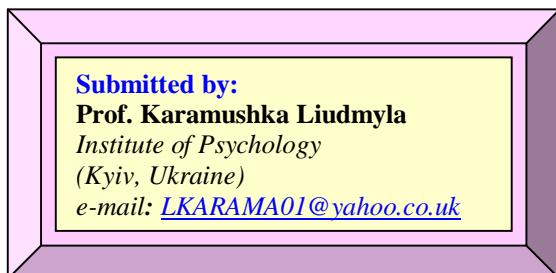 Submitted by:
Prof. Karamushka Liudmyla
Institute of Psychology
(Kyiv, Ukraine)
e-mail: LKARAMA01@yahoo.co.uk